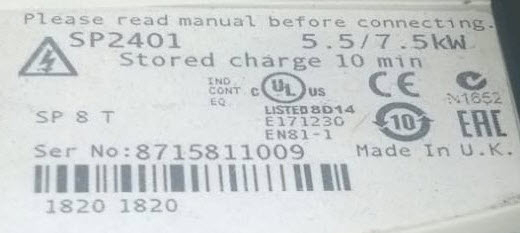 Please read manual before connecting.
SP2401 5.5/7.5kW
Stored charge 10 min
IND.
CONT.
EQ.
c UL US
LISTED 8D14
E171230
EN81-1
CE
N1652
SP 8 T
10
EAC
Ser No:8715811009
Made In U.K.
1820 1820